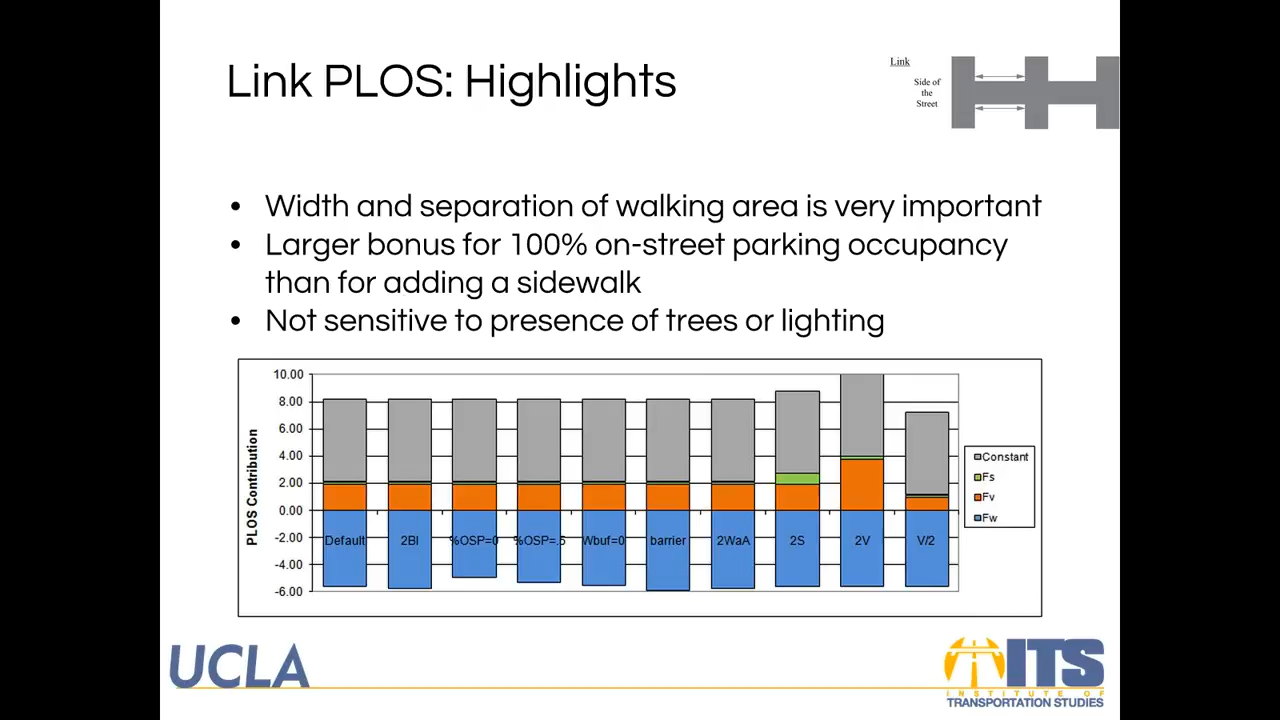 Link PLOS: Highlights
Link
Side of
the
Street
• Width and separation of walking area is very important
• Larger bonus for 100% on-street parking occupancy
than for adding a sidewalk
• Not sensitive to presence of trees or lighting
PLOS Contribution
10.00
8.00
6.00
4.00
2.00
0.00
-2.00
-4.00
-6.00
Default 2Bl %OSP=0 %OSP=.5 Wbuf=0 barrier 2WaA 2S 2V V/2
Constant
Fs
Fv
Fw
UCLA
ITS
INSTITUTE OF
TRANSPORTATION STUDIES